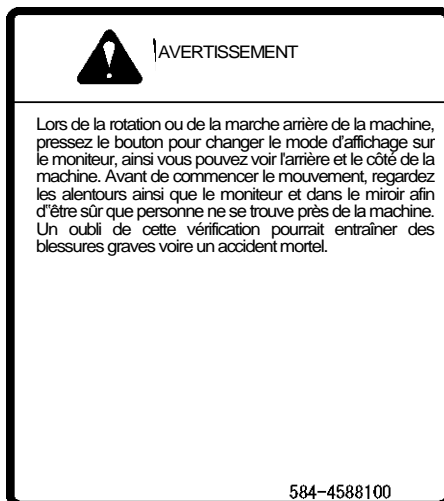 AVERTISSEMENT
Lors de la rotation ou de la marche arrière de la machine,
pressez le bouton pour changer le mode d'affichage sur
le moniteur, ainsi vous pouvez voir l'arrière et le côté de la
machine. Avant de commencer le mouvement, regardez
les alentours ainsi que le moniteur et dans le miroir afin
d"être sûr que personne ne se trouve près de la machine.
Un oubli de cette vérification pourrait entraîner des
blessures graves voire un accident mortel.
584-4588100